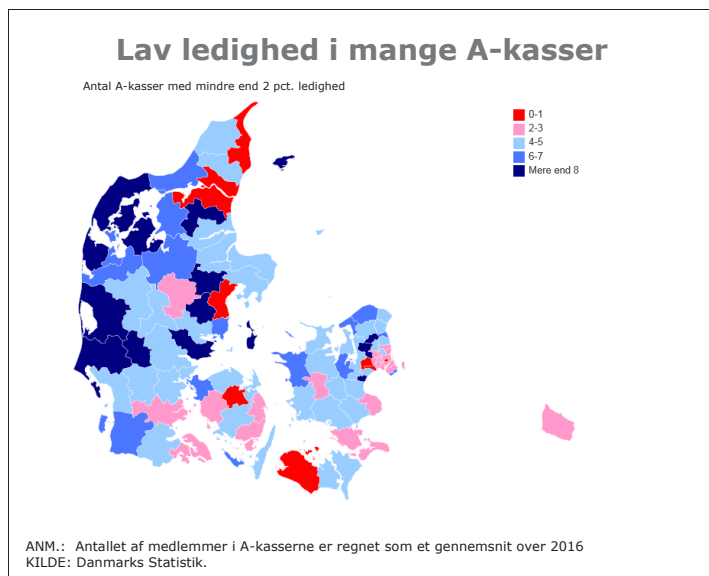 Lav ledighed i mange A-kasser
Antal A-kasser med mindre end 2 pct. ledighed
0-1
2-3
4-5
6-7
Mere end 8
ANM.: Antallet af medlemmer i A-kasserne er regnet som et gennemsnit over 2016
KILDE: Danmarks Statistik.